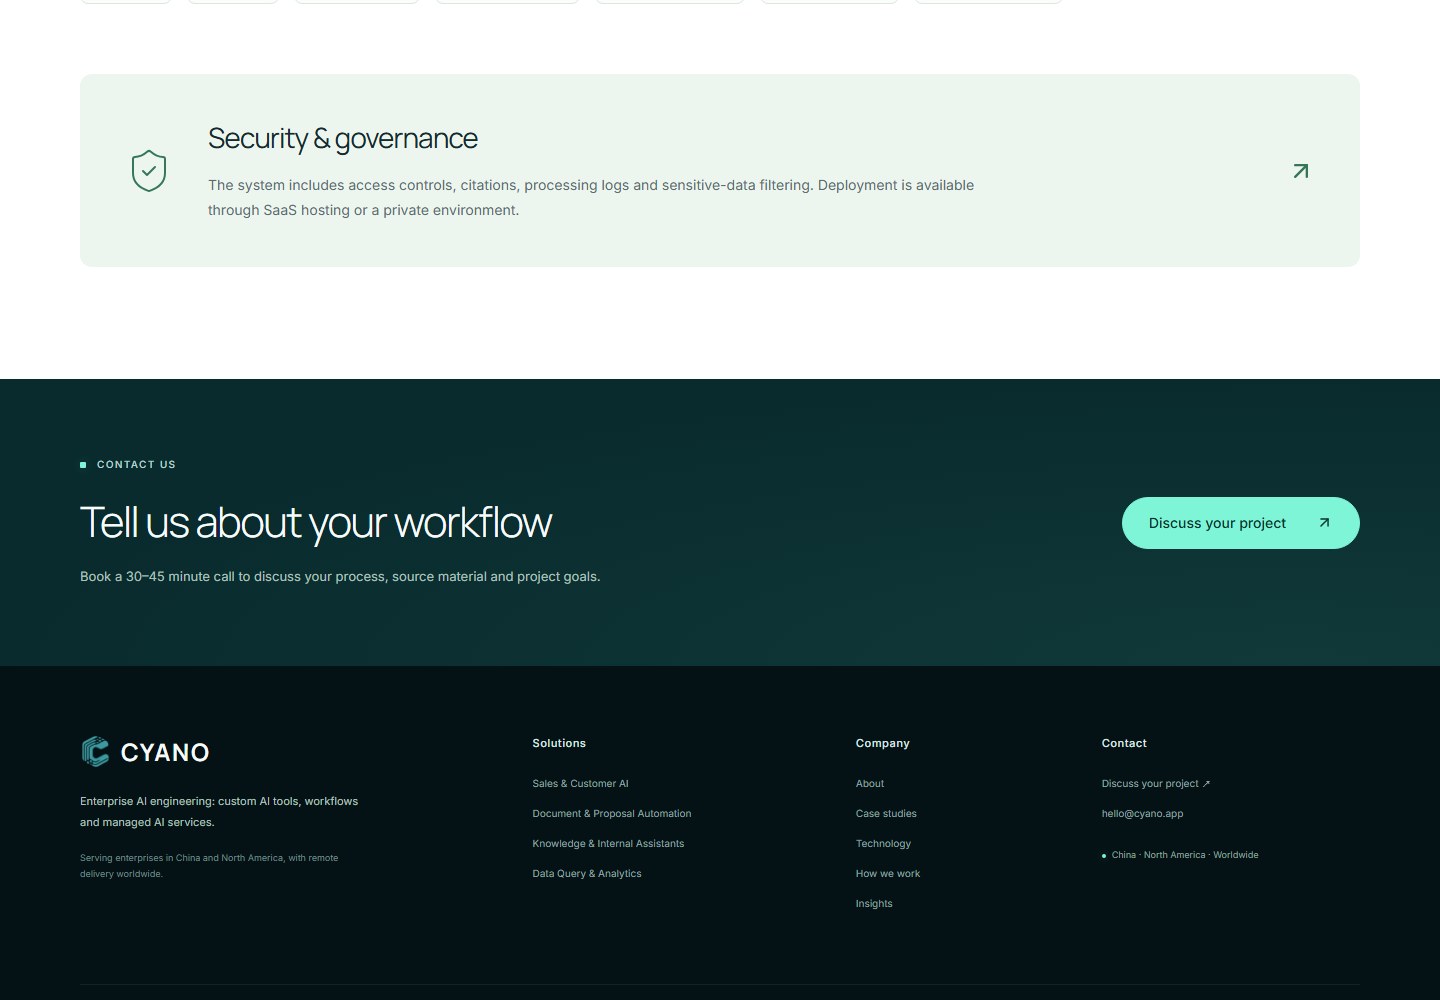 Security & governance
The system includes access controls, citations, processing logs and sensitive-data filtering. Deployment is available
through SaaS hosting or a private environment.
CONTACT US
Tell us about your workflow
Book a 30–45 minute call to discuss your process, source material and project goals.
Discuss your project
CYANO
Enterprise AI engineering: custom AI tools, workflows
and managed AI services.
Serving enterprises in China and North America, with remote
delivery worldwide.
Solutions
Sales & Customer AI
Document & Proposal Automation
Knowledge & Internal Assistants
Data Query & Analytics
Company
About
Case studies
Technology
How we work
Insights
Contact
Discuss your project ↗
hello@cyano.app
China · North America · Worldwide